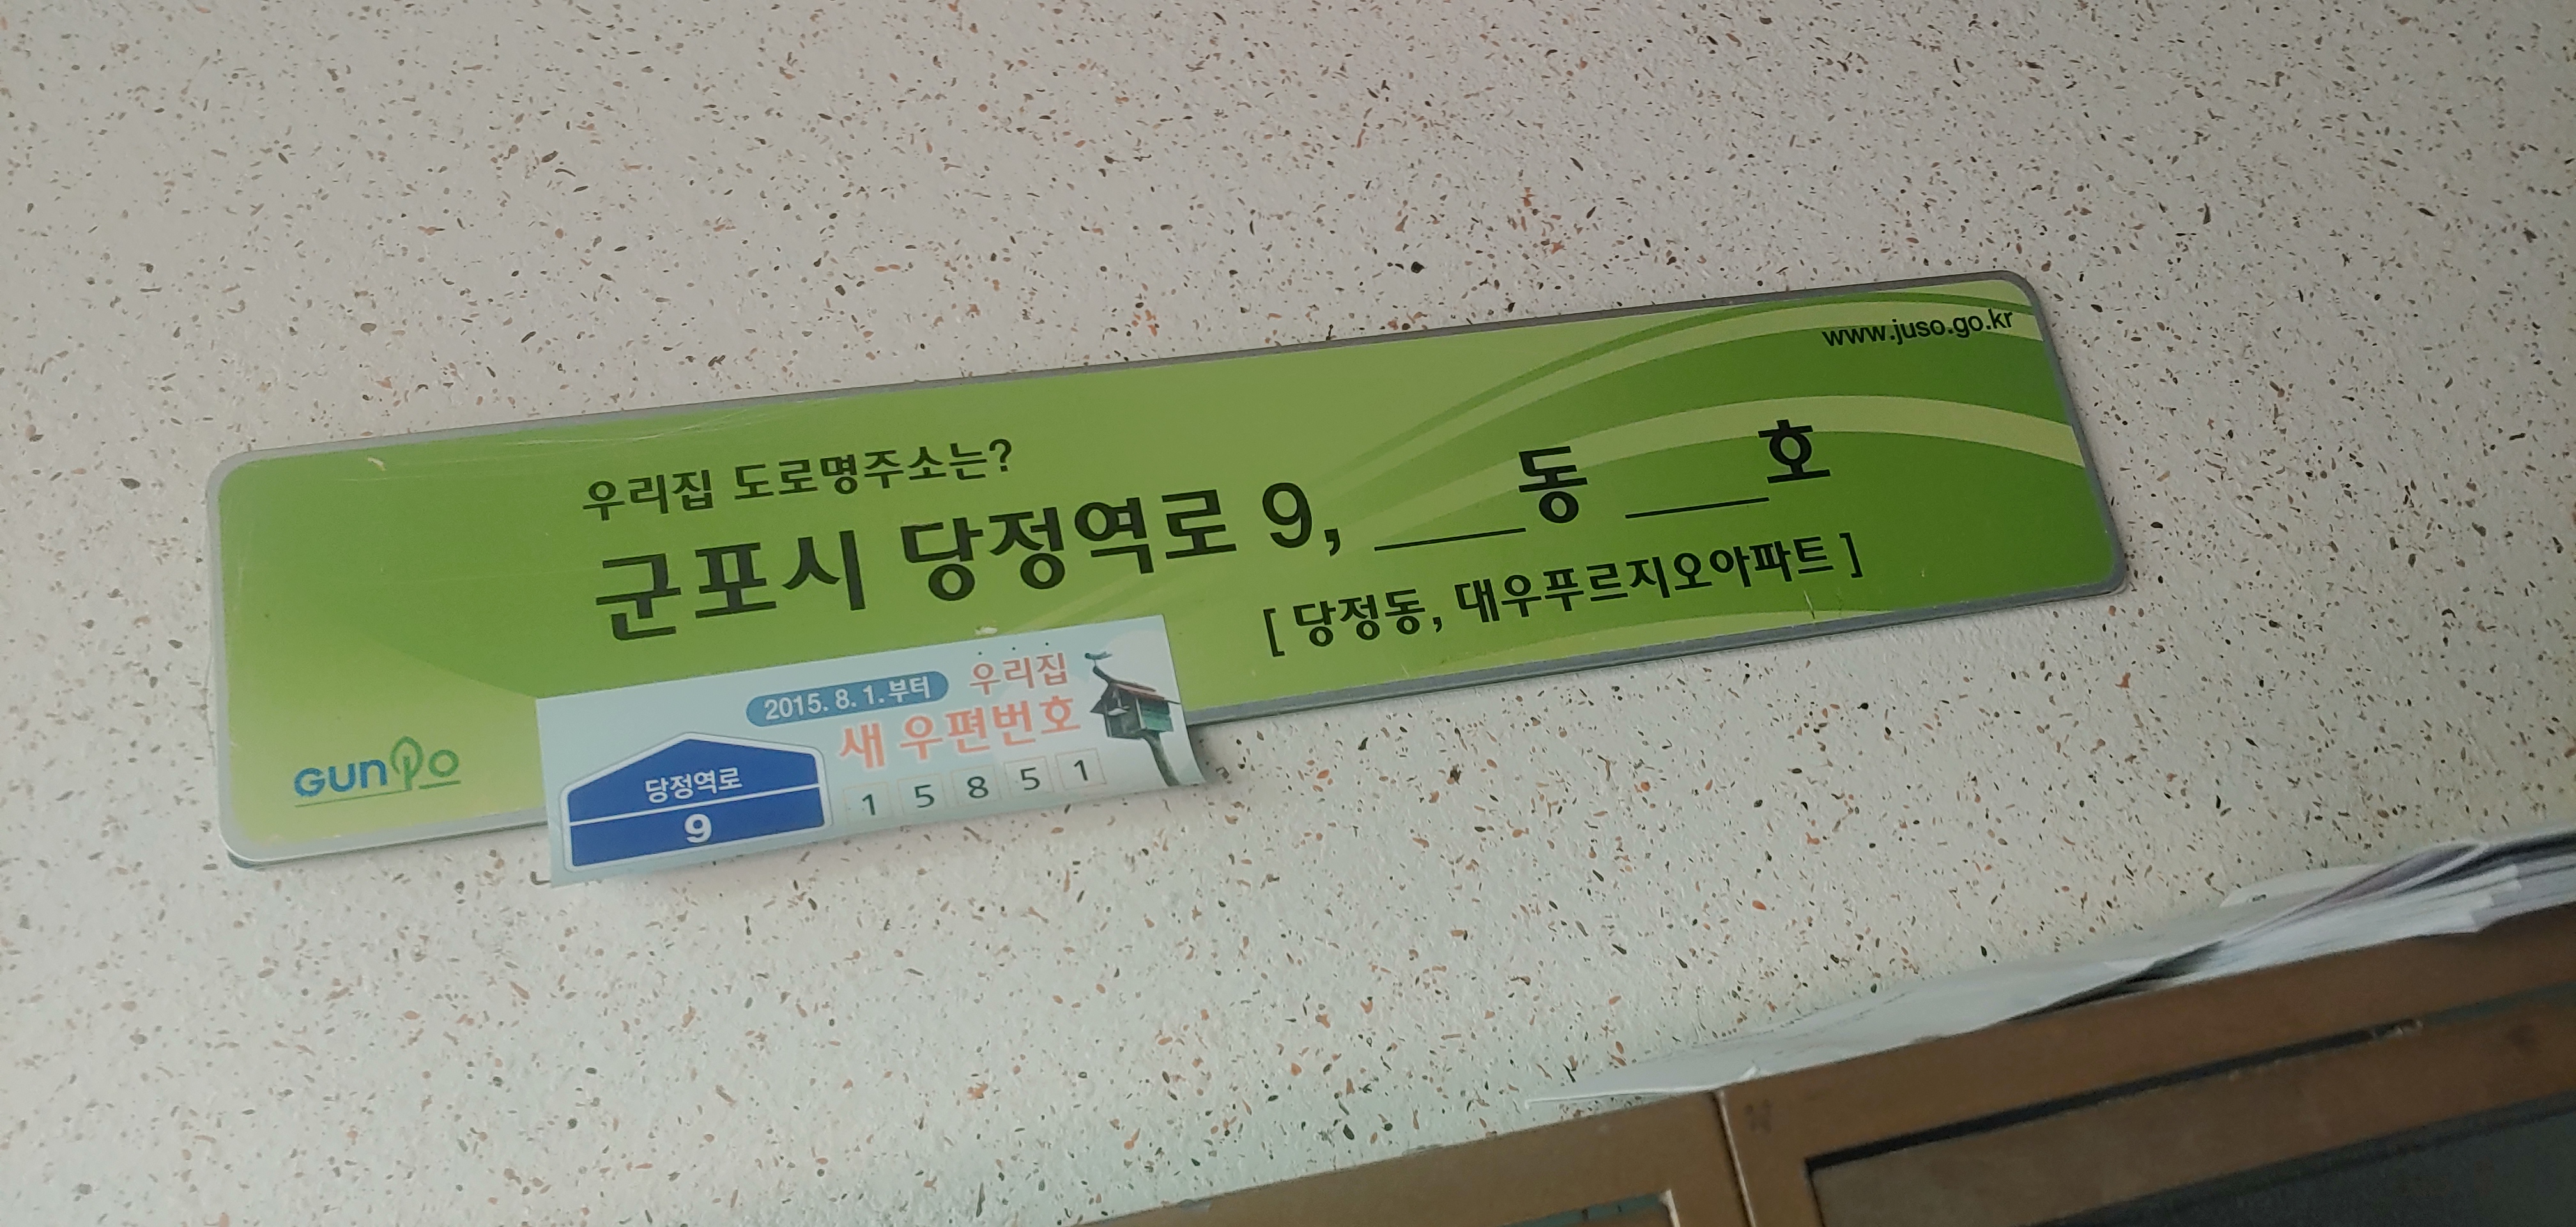 www.juso.go.kr
우리집 도로명주소는?
군포시 당정역로 9, ____동 ____호
[ 당정동, 대우푸르지오아파트 ]
GUNPO
2015. 8. 1. 부터 우리집
새 우편번호
당정역로
9
1 5 8 5 1